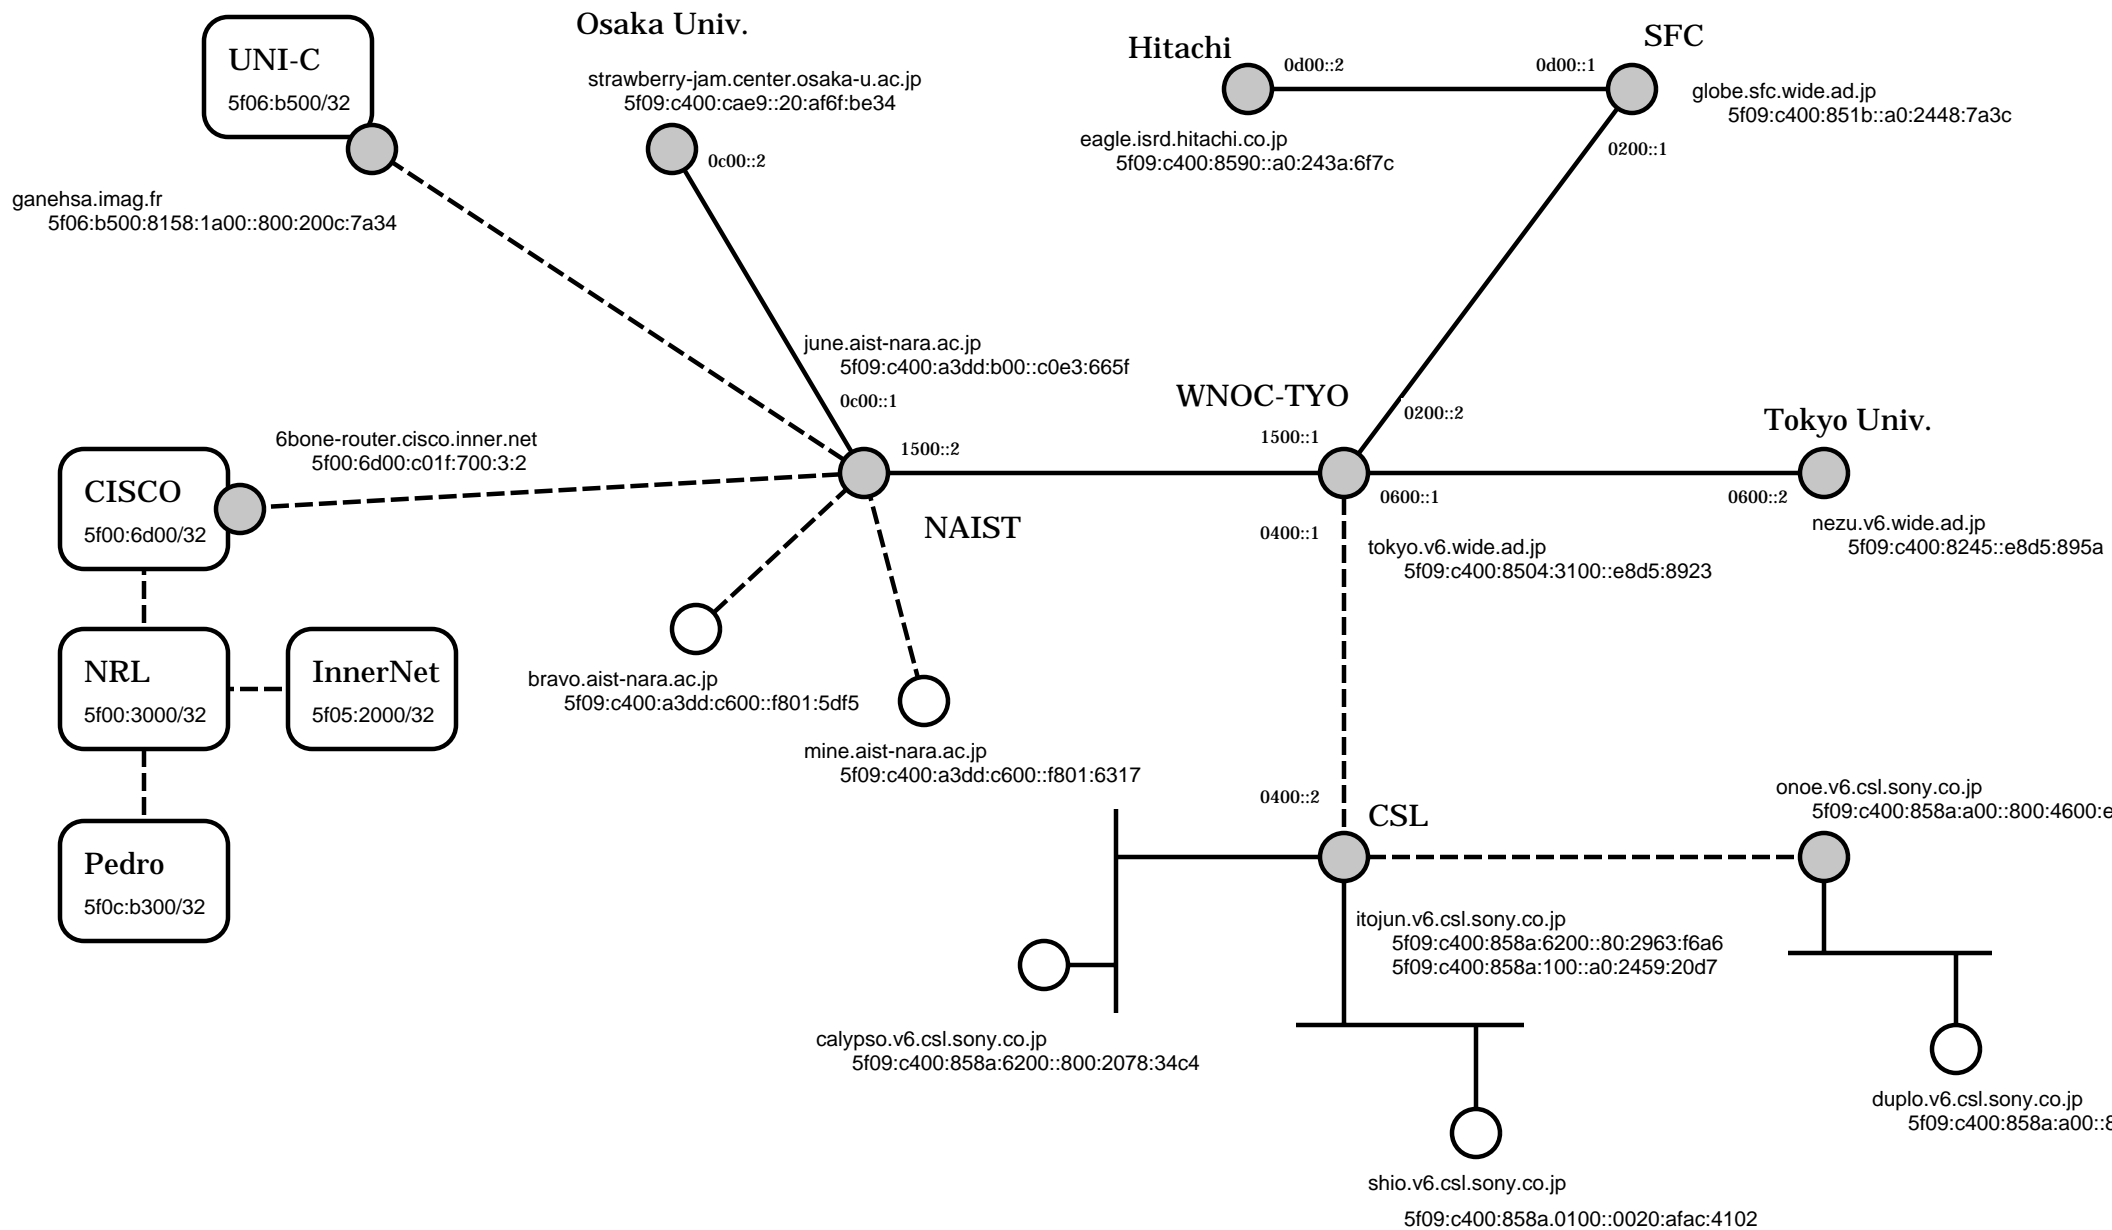 Osaka Univ.
strawberry-jam.center.osaka-u.ac.jp
5f09:c400:cae9::20:af6f:be34
0c00::2
UNI-C
5f06:b500/32
ganehsa.imag.fr
5f06:b500:8158:1a00::800:200c:7a34
Hitachi
0d00::2
eagle.isrd.hitachi.co.jp
5f09:c400:8590::a0:243a:6f7c
SFC
0d00::1
globe.sfc.wide.ad.jp
5f09:c400:851b::a0:2448:7a3c
0200::1
june.aist-nara.ac.jp
5f09:c400:a3dd:b00::c0e3:665f
0c00::1
1500::2
NAIST
WNOC-TYO
1500::1
0200::2
0600::1
0400::1
tokyo.v6.wide.ad.jp
5f09:c400:8504:3100::e8d5:8923
Tokyo Univ.
0600::2
nezu.v6.wide.ad.jp
5f09:c400:8245::e8d5:895a
6bone-router.cisco.inner.net
5f00:6d00:c01f:700:3:2
CISCO
5f00:6d00/32
NRL
5f00:3000/32
InnerNet
5f05:2000/32
Pedro
5f0c:b300/32
bravo.aist-nara.ac.jp
5f09:c400:a3dd:c600::f801:5df5
mine.aist-nara.ac.jp
5f09:c400:a3dd:c600::f801:6317
0400::2
CSL
itojun.v6.csl.sony.co.jp
5f09:c400:858a:6200::80:2963:f6a6
5f09:c400:858a:100::a0:2459:20d7
onoe.v6.csl.sony.co.jp
5f09:c400:858a:a00::800:4600:e
calypso.v6.csl.sony.co.jp
5f09:c400:858a:6200::800:2078:34c4
duplo.v6.csl.sony.co.jp
5f09:c400:858a:a00::8
shio.v6.csl.sony.co.jp
5f09:c400:858a.0100::0020:afac:4102